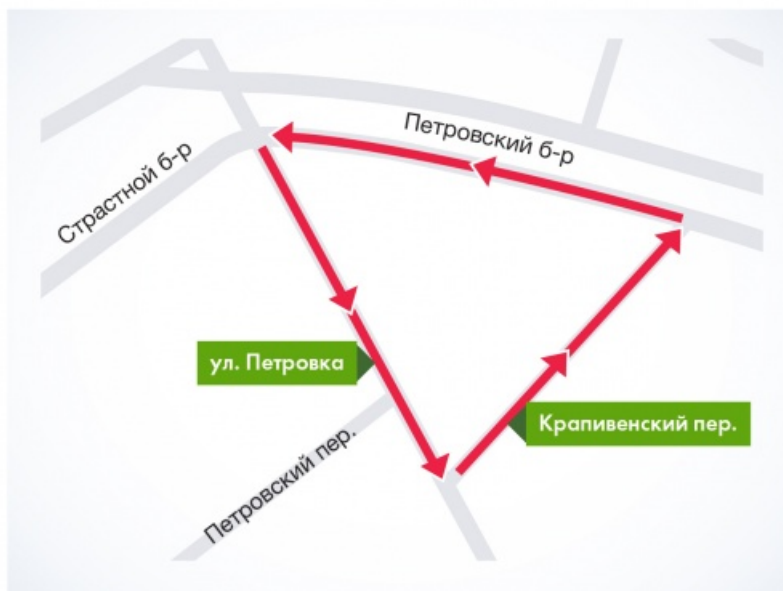 Петровский б-р
Страстной б-р
ул. Петровка
Крапивенский пер.
Петровский пер.